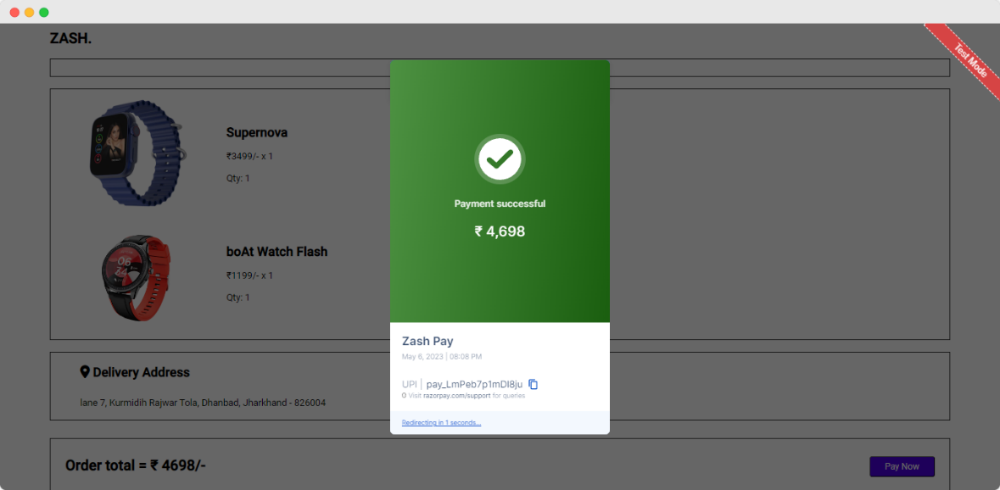 ZASH.
Test Mode
Supernova
₹3499/- x 1
Qty: 1
boAt Watch Flash
₹1199/- x 1
Qty: 1
Payment successful
₹ 4,698
Zash Pay
May 6, 2023 | 08:08 PM
UPI | pay_LmPeb7p1mDI8ju
Visit razorpay.com/support for queries
Redirecting in 1 seconds...
Delivery Address
lane 7, Kurmidih Rajwar Tola, Dhanbad, Jharkhand - 826004
Order total = ₹ 4698/-
Pay Now